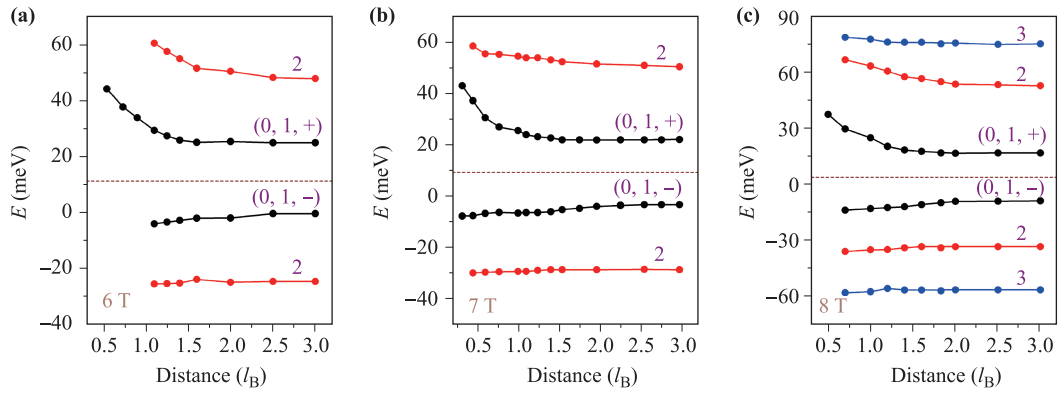 (a)
60
40
20
0
−20
−40
E (meV)
2
(0, 1, +)
(0, 1, −)
2
6 T
0.5 1.0 1.5 2.0 2.5 3.0
Distance (lB)
(b)
60
40
20
0
−20
−40
E (meV)
2
(0, 1, +)
(0, 1, −)
2
7 T
0.5 1.0 1.5 2.0 2.5 3.0
Distance (lB)
(c)
90
60
30
0
−30
−60
E (meV)
3
2
(0, 1, +)
(0, 1, −)
2
3
8 T
0.5 1.0 1.5 2.0 2.5 3.0
Distance (lB)